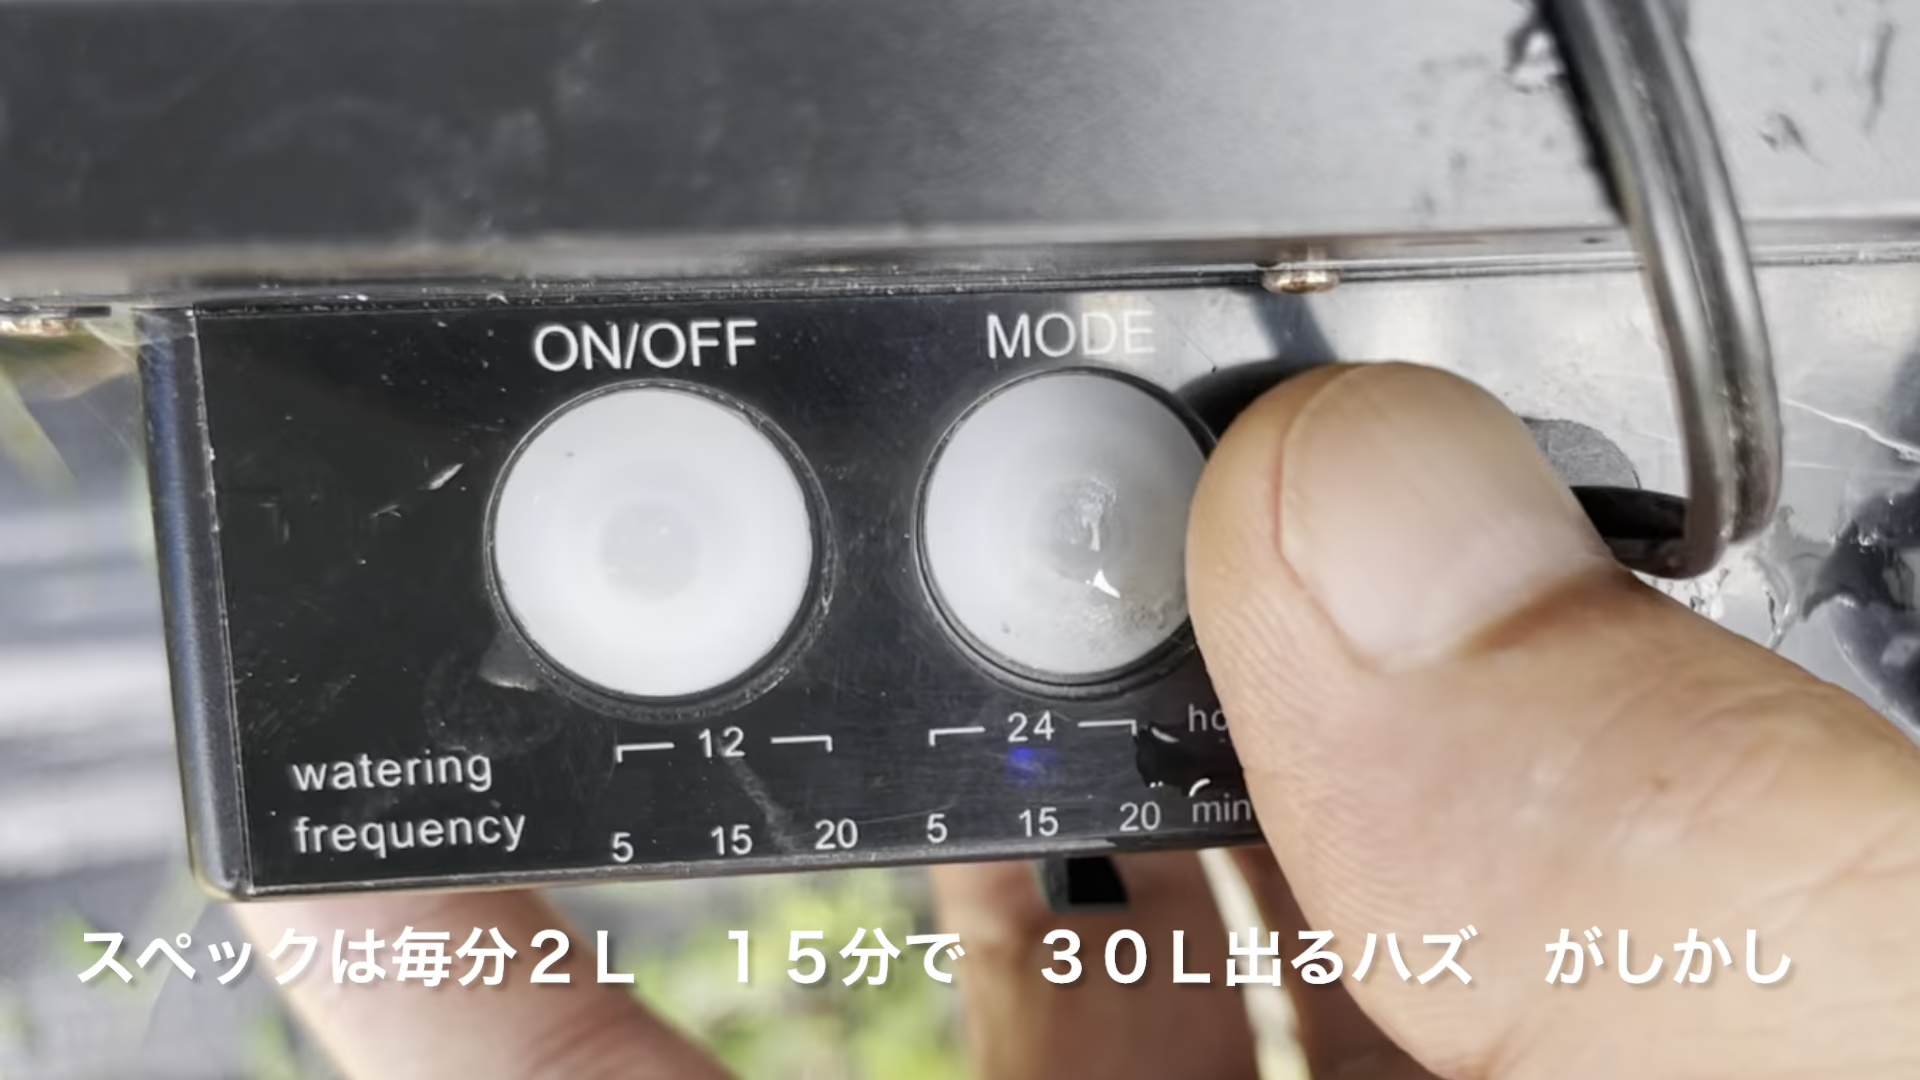 ON/OFF MODE
12 24
watering
frequency
5 15 20 5 15 20 min
スペックは毎分２Ｌ　１５分で　３０Ｌ出るハズ　がしかし